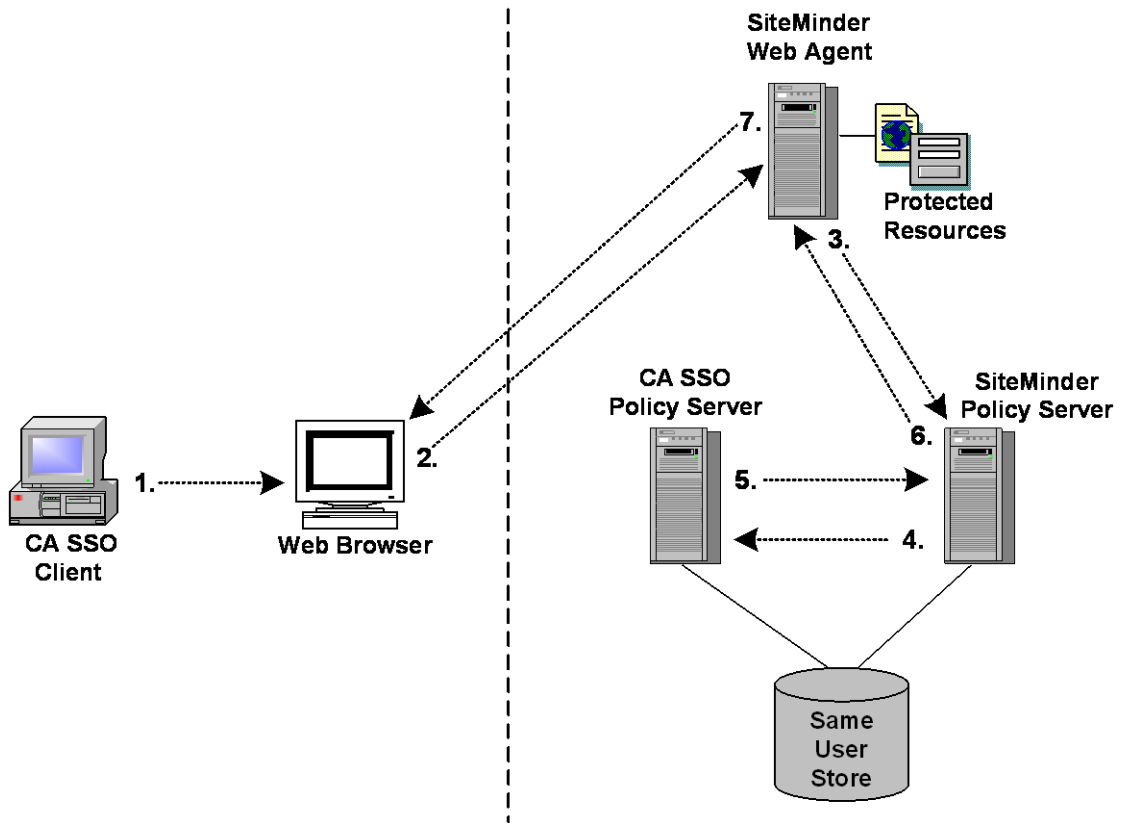 SiteMinder
Web Agent
7.
Protected
Resources
3.
CA SSO
Policy Server
SiteMinder
Policy Server
6.
2.
1.
5.
4.
CA SSO
Client
Web Browser
Same
User
Store